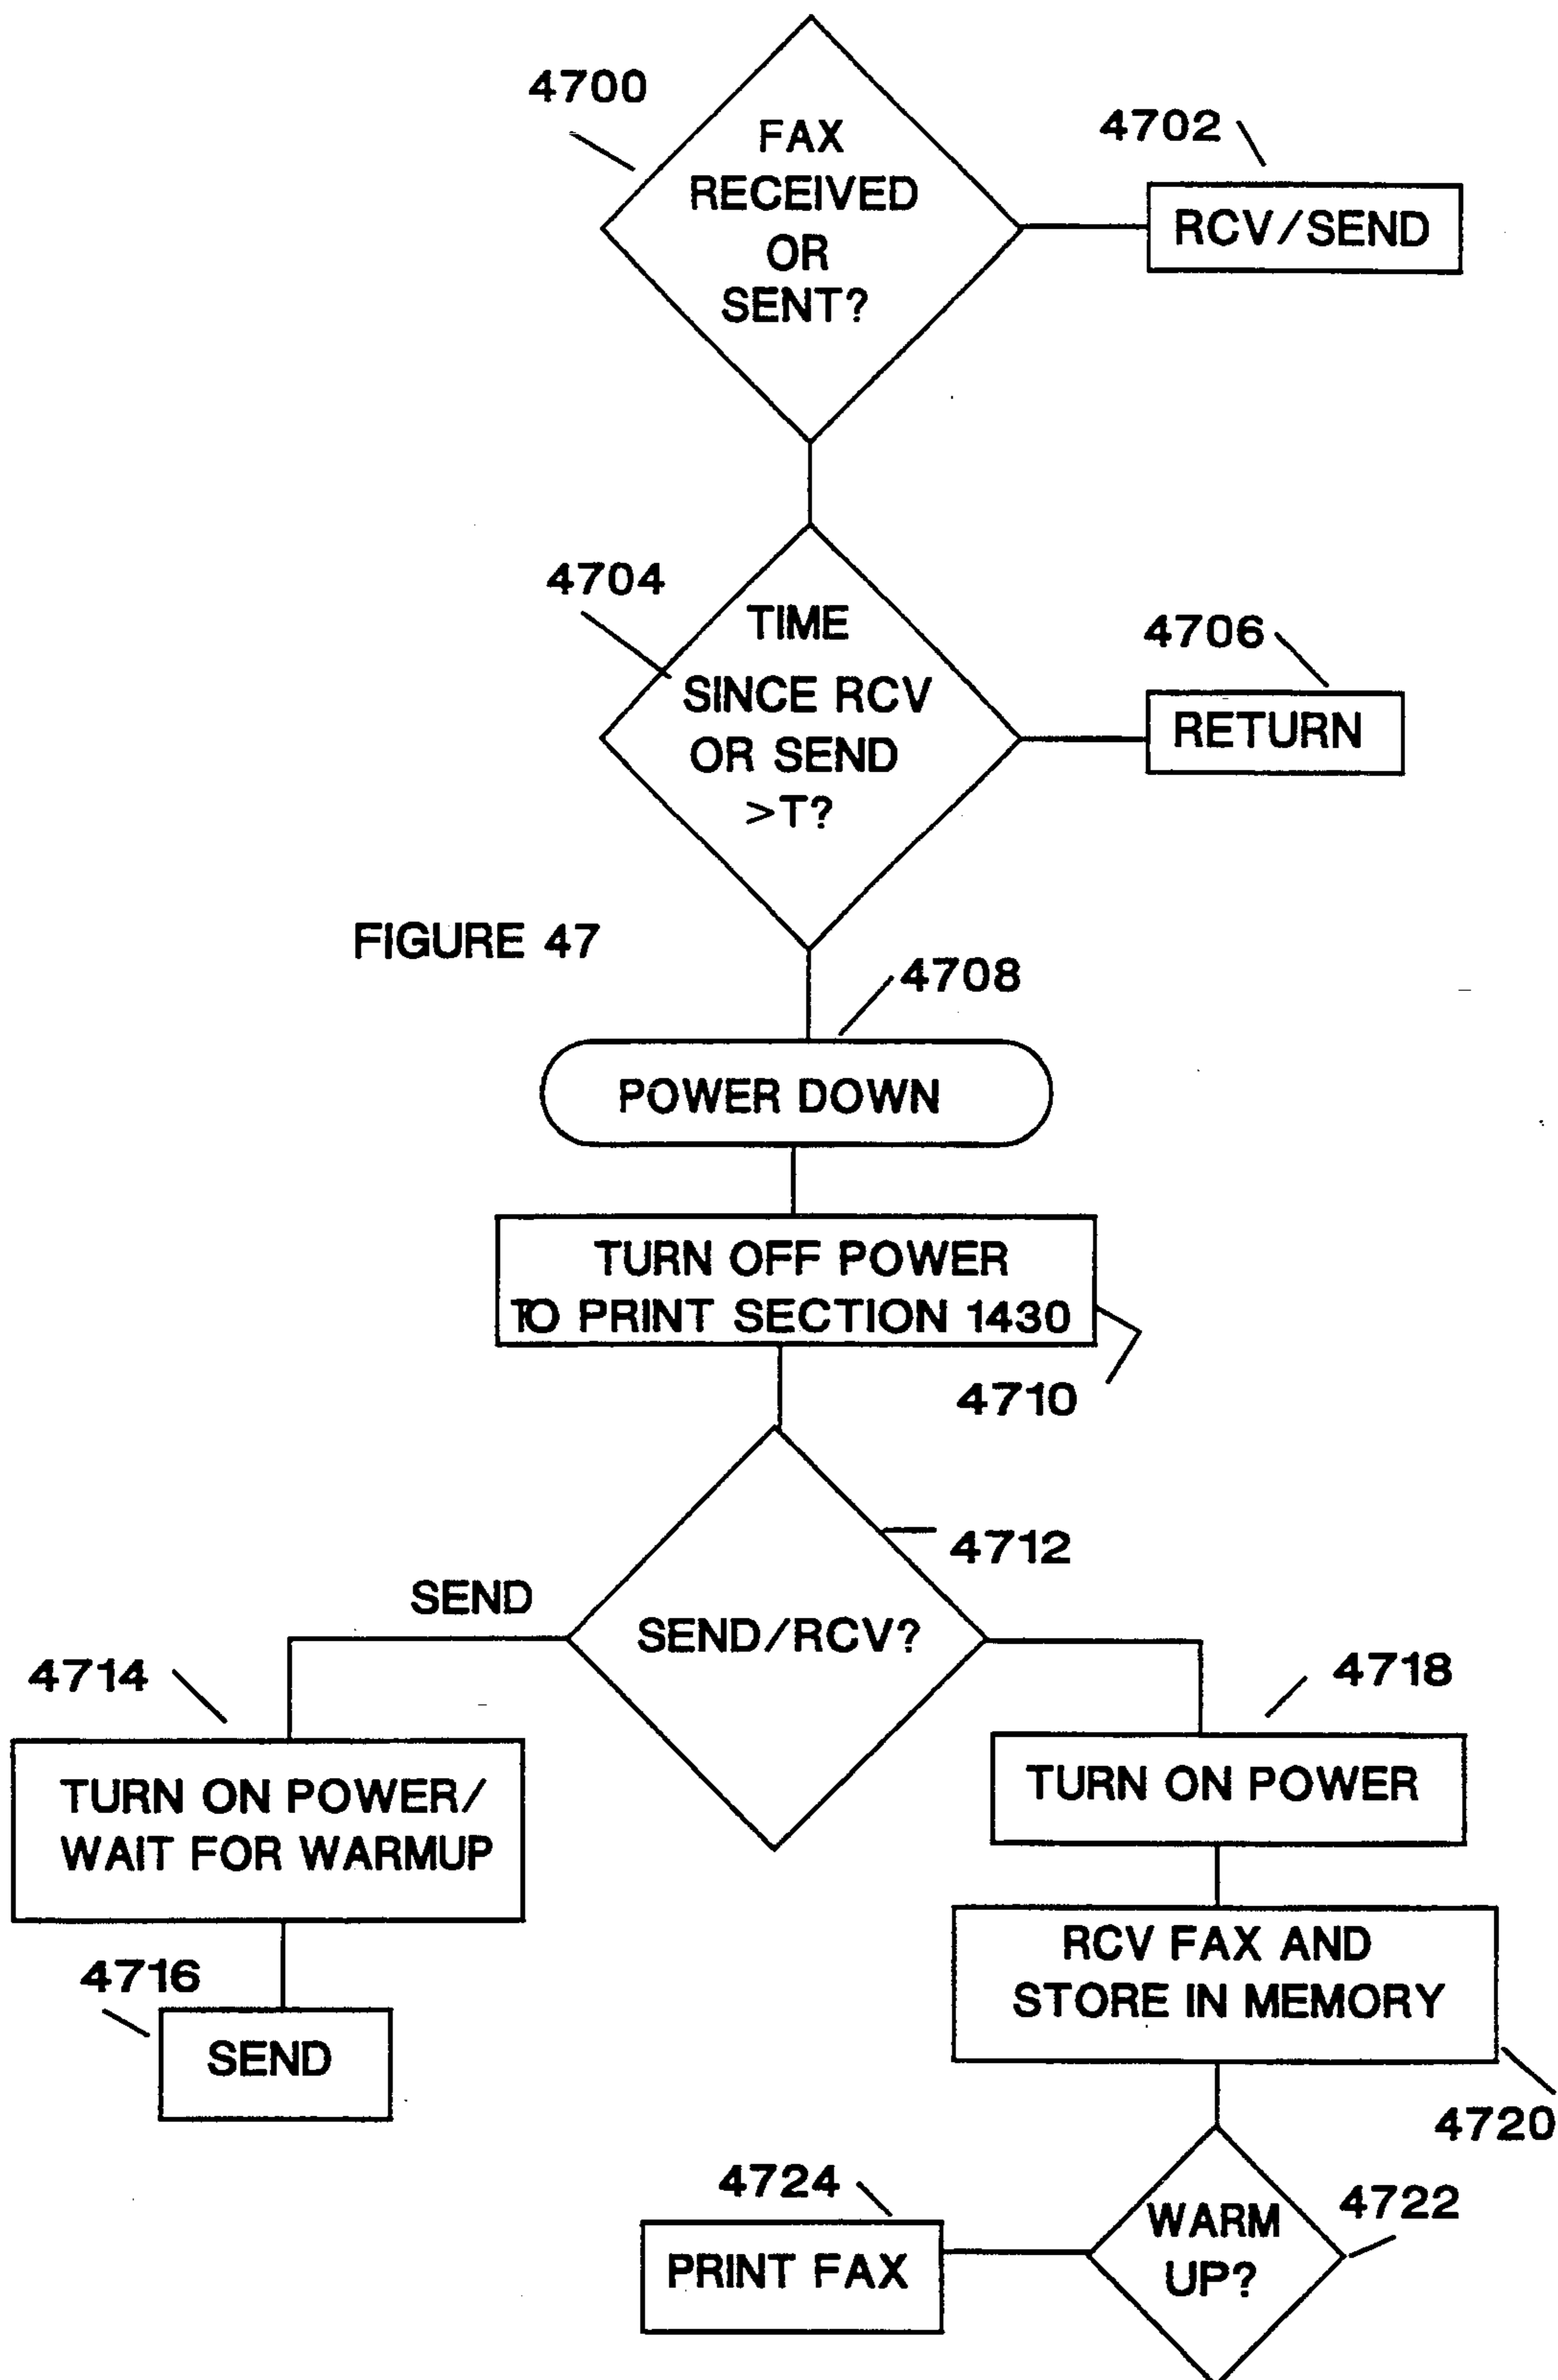 4700
FAX
RECEIVED
OR
SENT?
4702
RCV/SEND
4704
TIME
SINCE RCV
OR SEND
>T?
4706
RETURN
FIGURE 47
4708
POWER DOWN
TURN OFF POWER
TO PRINT SECTION 1430
4710
4712
SEND
SEND/RCV?
4714
TURN ON POWER/
WAIT FOR WARMUP
4716
SEND
4718
TURN ON POWER
RCV FAX AND
STORE IN MEMORY
4720
4724
PRINT FAX
WARM
UP?
4722